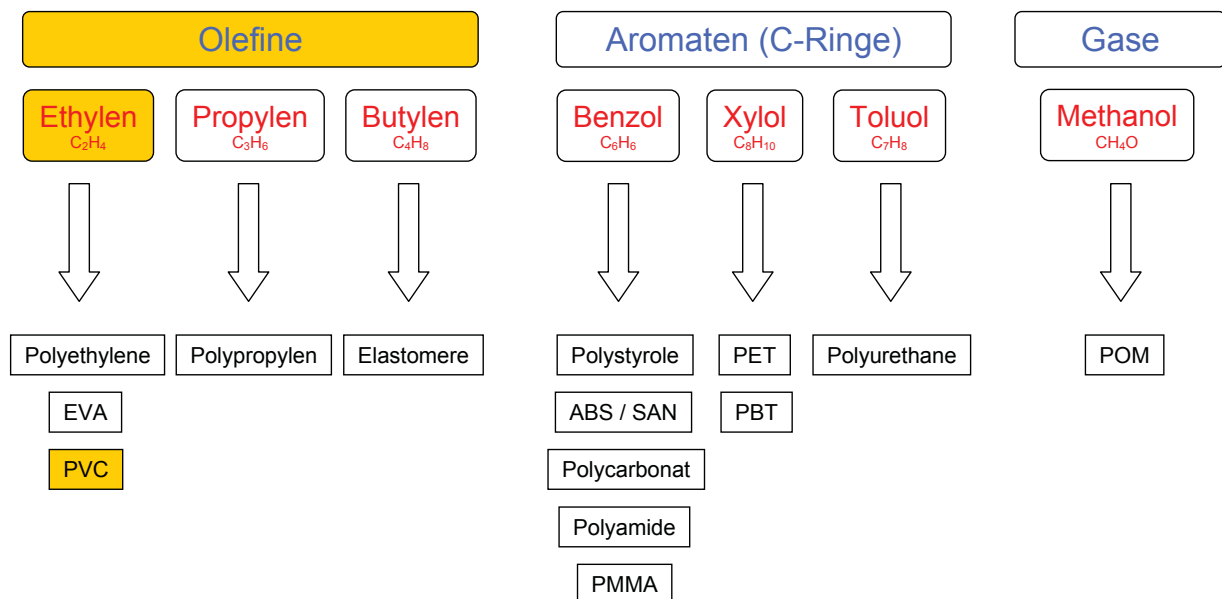 Olefine
Aromaten (C-Ringe)
Gase
Ethylen
C₂H₄
Propylen
C₃H₆
Butylen
C₄H₈
Benzol
C₆H₆
Xylol
C₈H₁₀
Toluol
C₇H₈
Methanol
CH₄O
Polyethylene
Polypropylen
Elastomere
Polystyrole
PET
Polyurethane
POM
EVA
ABS / SAN
PBT
PVC
Polycarbonat
Polyamide
PMMA